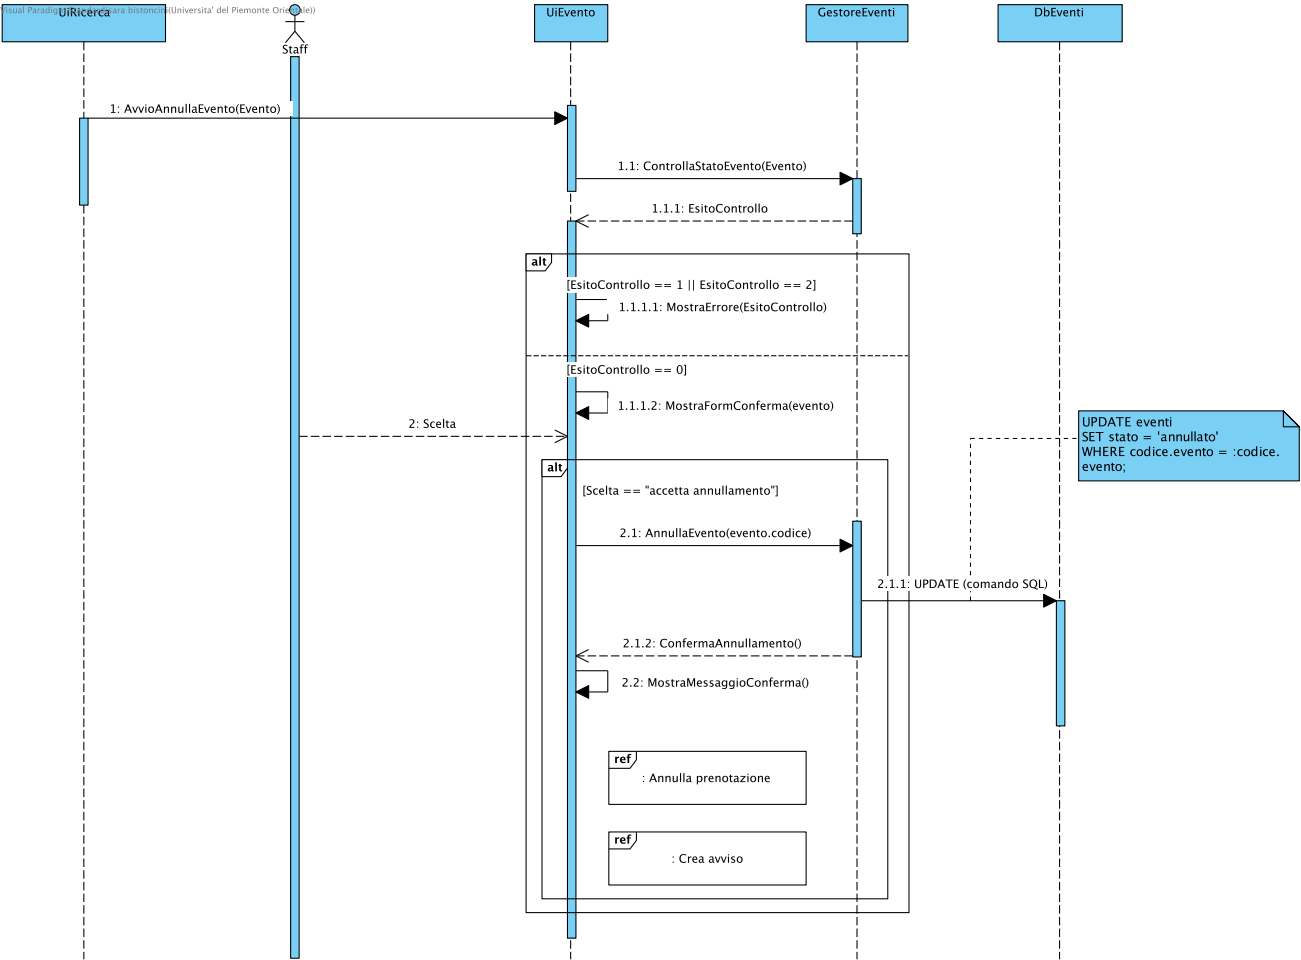 UiRicerca
Staff
UiEvento
GestoreEventi
DbEventi
1: AvvioAnnullaEvento(Evento)
1.1: ControllaStatoEvento(Evento)
1.1.1: EsitoControllo
alt
[EsitoControllo == 1 || EsitoControllo == 2]
1.1.1.1: MostraErrore(EsitoControllo)
[EsitoControllo == 0]
1.1.1.2: MostraFormConferma(evento)
2: Scelta
UPDATE eventi
SET stato = 'annullato'
WHERE codice.evento = :codice.
evento;
alt
[Scelta == "accetta annullamento"]
2.1: AnnullaEvento(evento.codice)
2.1.1: UPDATE (comando SQL)
2.1.2: ConfermaAnnullamento()
2.2: MostraMessaggioConferma()
ref
: Annulla prenotazione
ref
: Crea avviso